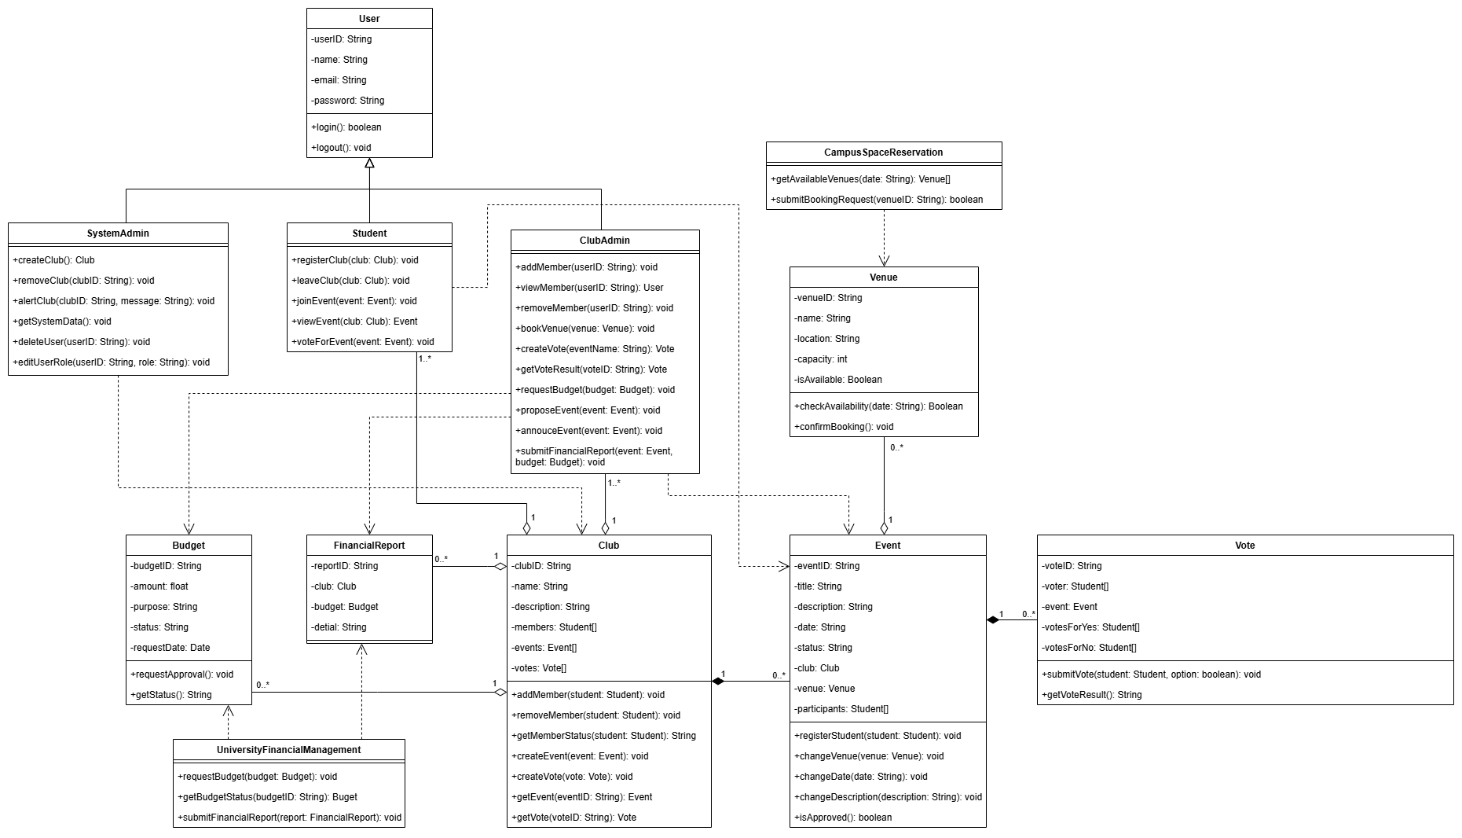 User
-userID: String
-name: String
-email: String
-password: String
+login(): boolean
+logout(): void
CampusSpaceReservation
+getAvailableVenues(date: String): Venue[]
+submitBookingRequest(venueID: String): boolean
SystemAdmin
+createClub(): Club
+removeClub(clubID: String): void
+alertClub(clubID: String, message: String): void
+getSystemData(): void
+deleteUser(userID: String): void
+editUserRole(userID: String, role: String): void
Student
+registerClub(club: Club): void
+leaveClub(club: Club): void
+joinEvent(event: Event): void
+viewEvent(club: Club): Event
+voteForEvent(event: Event): void
1..*
ClubAdmin
+addMember(userID: String): void
+viewMember(userID: String): User
+removeMember(userID: String): void
+bookVenue(venue: Venue): void
+createVote(eventName: String): Vote
+getVoteResult(voteID: String): Vote
+requestBudget(budget: Budget): void
+proposeEvent(event: Event): void
+annouceEvent(event: Event): void
+submitFinancialReport(event: Event,
budget: Budget): void
1..*
Venue
-venueID: String
-name: String
-location: String
-capacity: int
-isAvailable: Boolean
+checkAvailability(date: String): Boolean
+confirmBooking(): void
0..*
1
1
1
Budget
-budgetID: String
-amount: float
-purpose: String
-status: String
-requestDate: Date
+requestApproval(): void
+getStatus(): String
0..*
1
FinancialReport
-reportID: String
-club: Club
-budget: Budget
-detial: String
0..*
1
Club
-clubID: String
-name: String
-description: String
-members: Student[]
-events: Event[]
-votes: Vote[]
+addMember(student: Student): void
+removeMember(student: Student): void
+getMemberStatus(student: Student): String
+createEvent(event: Event): void
+createVote(vote: Vote): void
+getEvent(eventID: String): Event
+getVote(voteID: String): Vote
1
0..*
Event
-eventID: String
-title: String
-description: String
-date: String
-status: String
-club: Club
-venue: Venue
-participants: Student[]
+registerStudent(student: Student): void
+changeVenue(venue: Venue): void
+changeDate(date: String): void
+changeDescription(description: String): void
+isApproved(): boolean
1
0..*
Vote
-voteID: String
-voter: Student[]
-event: Event
-votesForYes: Student[]
-votesForNo: Student[]
+submitVote(student: Student, option: boolean): void
+getVoteResult(): String
UniversityFinancialManagement
+requestBudget(budget: Budget): void
+getBudgetStatus(budgetID: String): Buget
+submitFinancialReport(report: FinancialReport): void